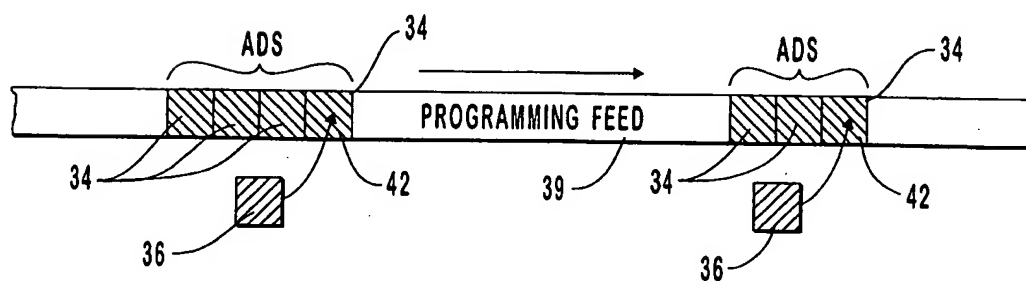 ADS 34 ADS 34
PROGRAMMING FEED
34 42 39 34 42
36 36